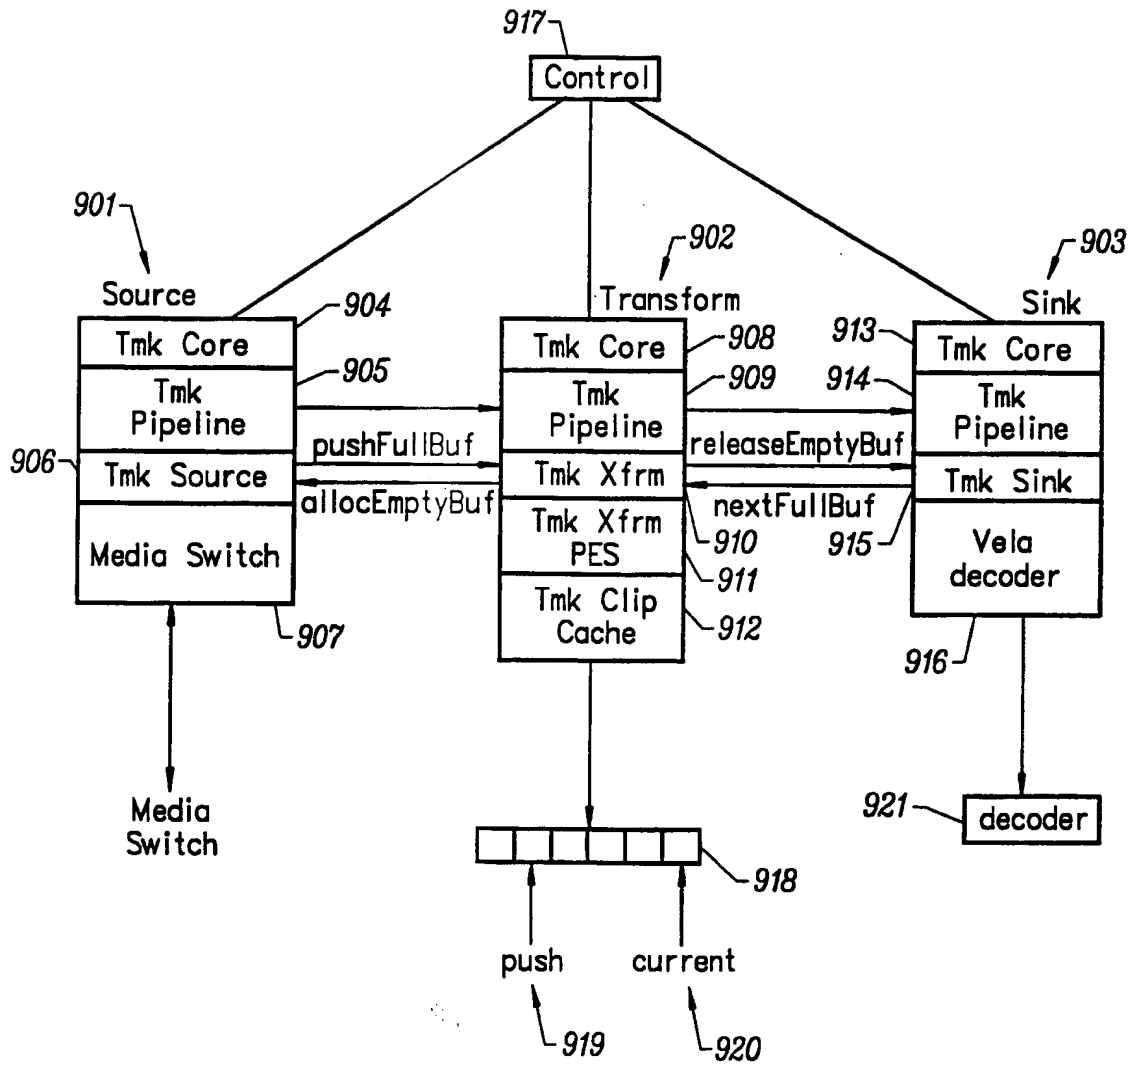 917
Control
901
902
903
Source
904
Transform
Sink
Tmk Core
Tmk Core
908
913
Tmk Core
905
909
914
Tmk
Pipeline
Tmk
Pipeline
Tmk
Pipeline
pushFullBuf
releaseEmptyBuf
906
Tmk Source
Tmk Xfrm
Tmk Sink
allocEmptyBuf
nextFullBuf
Media Switch
Tmk Xfrm
PES
910
915
Vela
decoder
911
907
Tmk Clip
Cache
912
916
Media
Switch
921
decoder
918
push
current
919
920